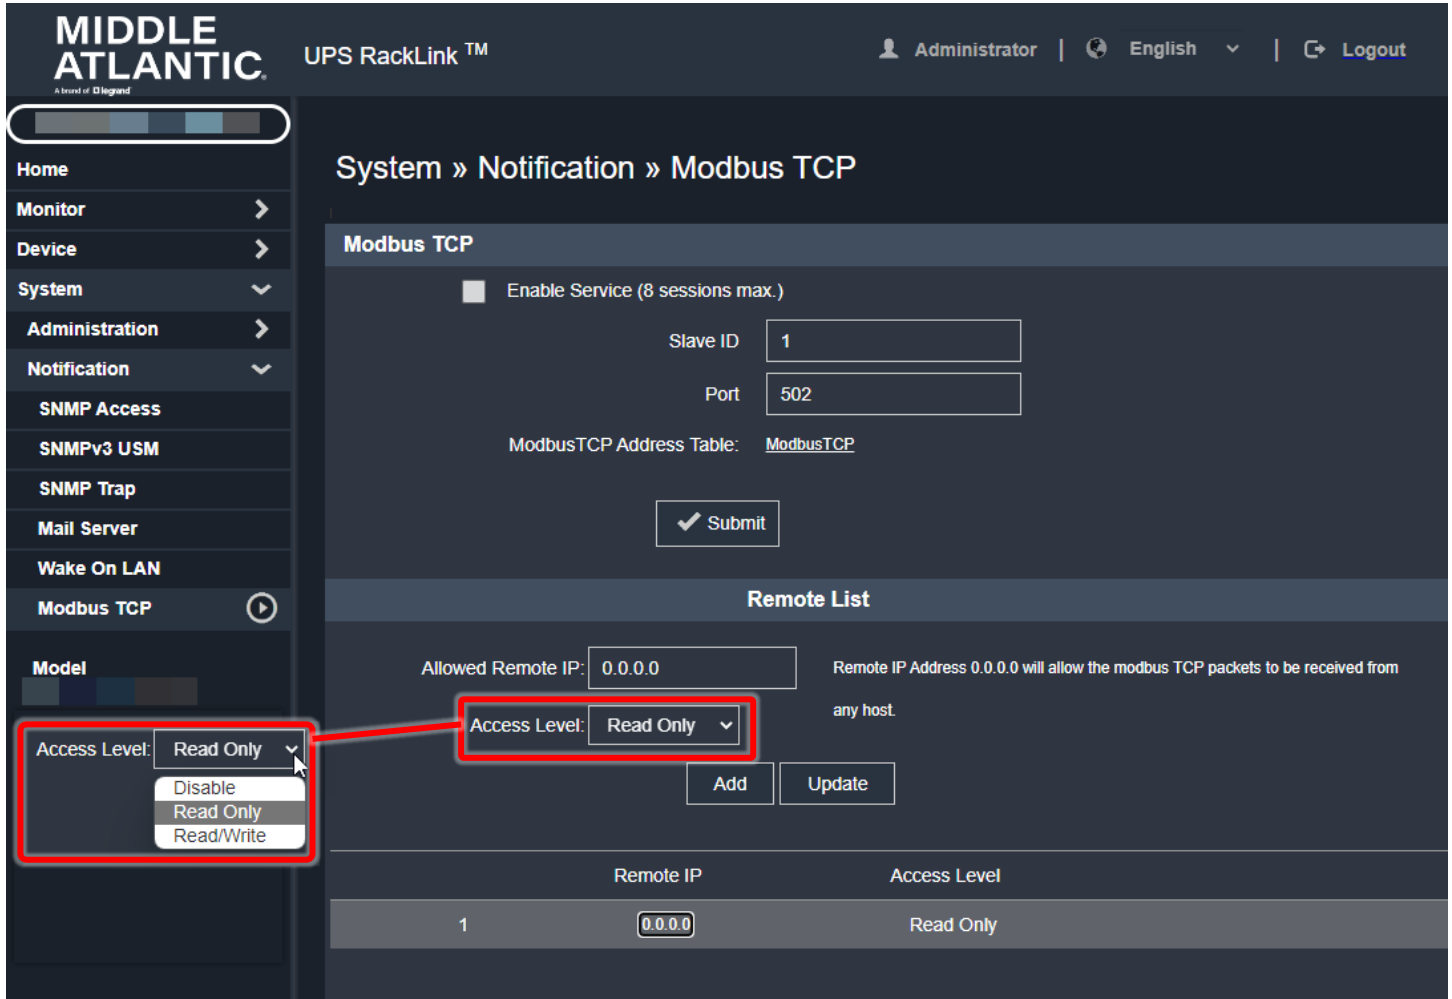 MIDDLE
ATLANTIC
A brand of legrand
UPS RackLink TM
Administrator | English | Logout
Home
Monitor
Device
System
Administration
Notification
SNMP Access
SNMPv3 USM
SNMP Trap
Mail Server
Wake On LAN
Modbus TCP
Model
Access Level: Read Only
Disable
Read Only
Read/Write
System » Notification » Modbus TCP
Modbus TCP
Enable Service (8 sessions max.)
Slave ID 1
Port 502
ModbusTCP Address Table: ModbusTCP
Submit
Remote List
Allowed Remote IP: 0.0.0.0
Remote IP Address 0.0.0.0 will allow the modbus TCP packets to be received from
any host.
Access Level: Read Only
Add Update
Remote IP Access Level
1 0.0.0.0 Read Only